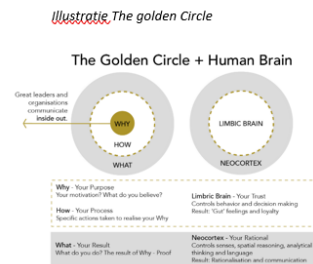 Illustratie The golden Circle
The Golden Circle + Human Brain
Great leaders and
organisations
communicate
inside out.
WHY
HOW
WHAT
LIMBIC BRAIN
NEOCORTEX
Why - Your Purpose
Your motivation? What do you believe?
How - Your Process
Specific actions taken to realise your Why
Limbic Brain - Your Trust
Controls behavior and decision making
Result: 'Gut' feelings and loyalty
What - Your Result
What do you do? The result of Why - Proof
Neocortex - Your Rational
Controls senses, spatial reasoning, analytical
thinking and language
Result: Rationalisation and communication